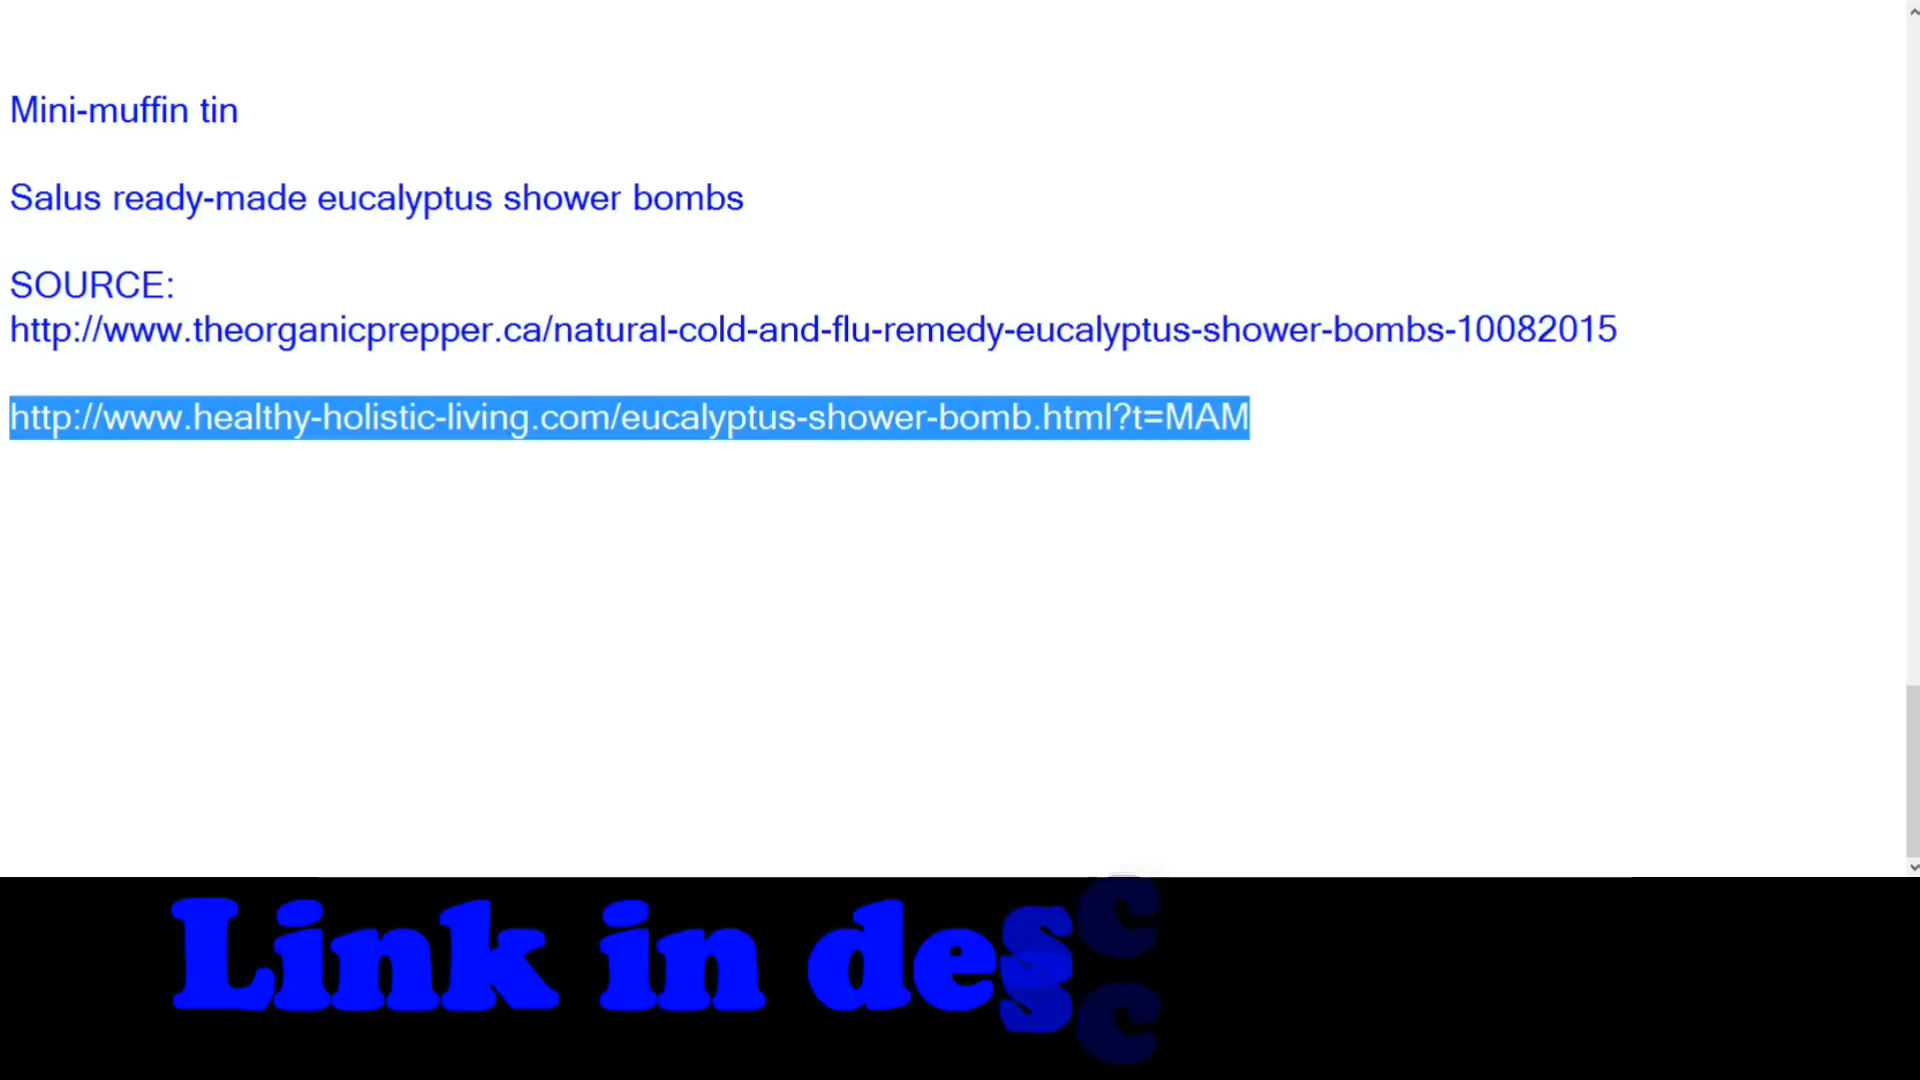 Mini-muffin tin
Salus ready-made eucalyptus shower bombs
SOURCE:
http://www.theorganicprepper.ca/natural-cold-and-flu-remedy-eucalyptus-shower-bombs-10082015
http://www.healthy-holistic-living.com/eucalyptus-shower-bomb.html?t=MAM
Link in desc